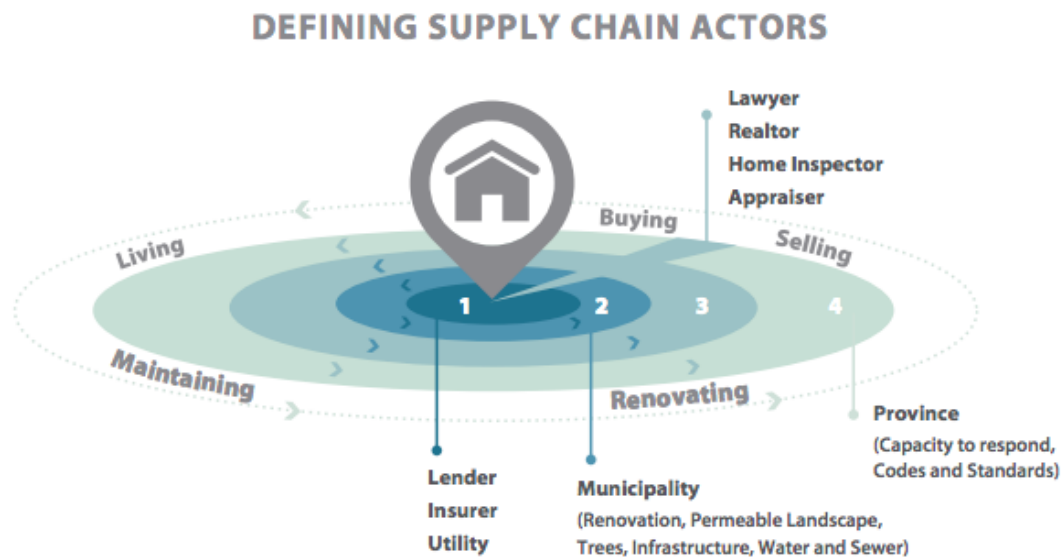 DEFINING SUPPLY CHAIN ACTORS
Lawyer
Realtor
Home Inspector
Appraiser
Buying
Selling
Living
1
2
3
4
Maintaining
Renovating
Province
(Capacity to respond,
Codes and Standards)
Lender
Insurer
Utility
Municipality
(Renovation, Permeable Landscape,
Trees, Infrastructure, Water and Sewer)